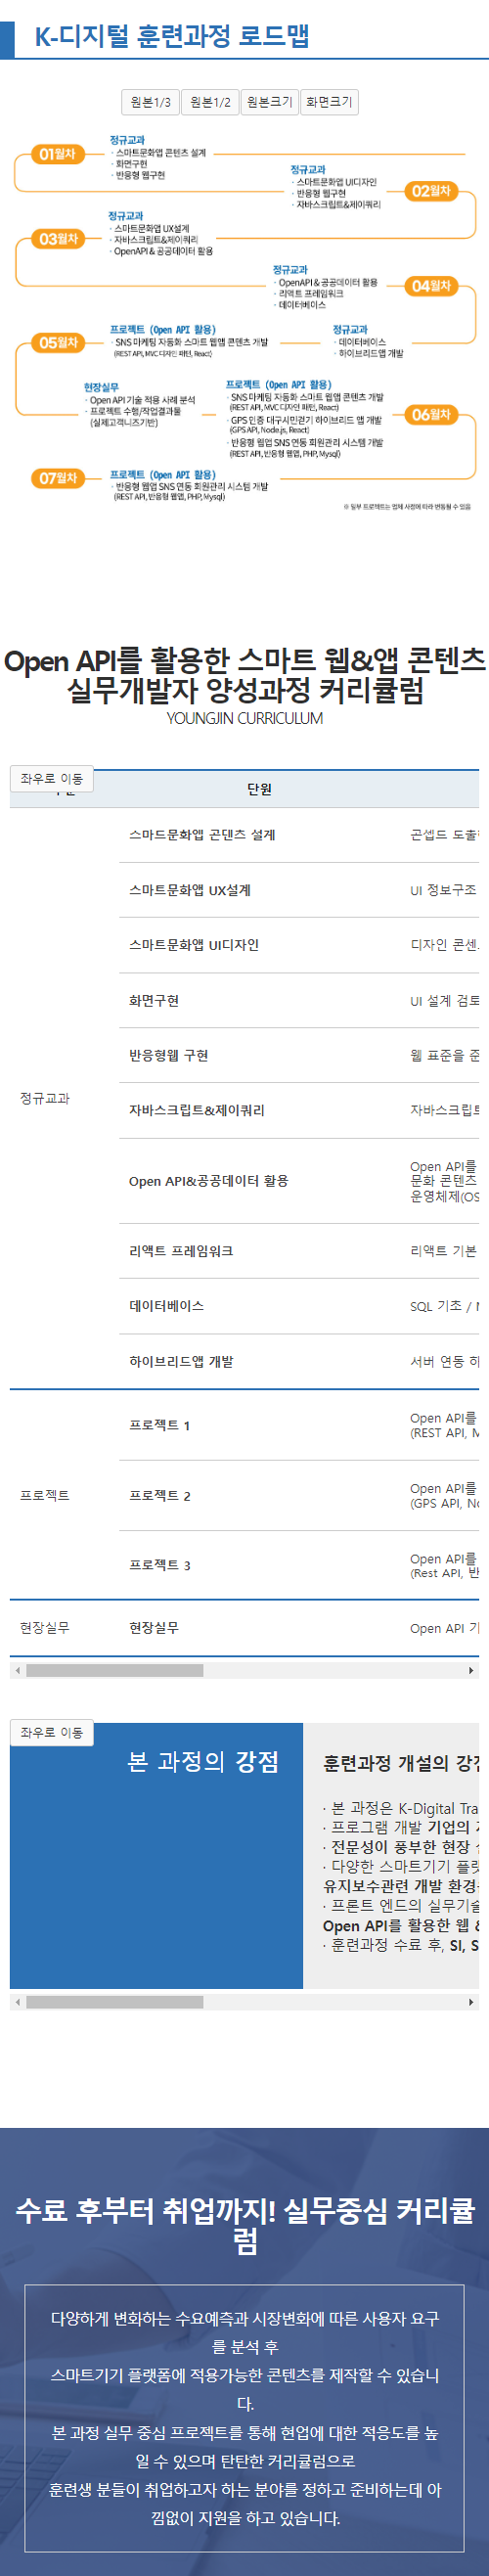 K-디지털 훈련과정 로드맵
원본1/3 원본1/2 원본크기 화면크기
01월차
정규교과
· 스마트문화앱 콘텐츠 설계
· 화면구현
· 반응형 웹구현
02월차
정규교과
· 스마트문화앱 UI디자인
· 반응형 웹구현
· 자바스크립트&제이쿼리
03월차
정규교과
· 스마트문화앱 UX설계
· 자바스크립트&제이쿼리
· OpenAPI & 공공데이터 활용
04월차
정규교과
· OpenAPI & 공공데이터 활용
· 리액트 프레임워크
· 데이터베이스
05월차
프로젝트 (Open API 활용)
· SNS 마케팅 자동화 스마트 웹앱 콘텐츠 개발
(REST API, MVC 디자인 패턴, React)
정규교과
· 데이터베이스
· 하이브리드앱 개발
현장실무
· Open API 기술 적용 사례 분석
· 프로젝트 수행/작업결과물
(실제고객니즈기반)
프로젝트 (Open API 활용)
· SNS 마케팅 자동화 스마트 웹앱 콘텐츠 개발
(REST API, MVC 디자인 패턴, React)
· GPS 인증 대구시민걷기 하이브리드 앱 개발
(GPS API, Node.js, React)
· 반응형 웹업 SNS 연동 회원관리 시스템 개발
(REST API, 반응형 웹앱, PHP, Mysql)
06월차
07월차
프로젝트 (Open API 활용)
· 반응형 웹업 SNS 연동 회원관리 시스템 개발
(REST API, 반응형 웹앱, PHP, Mysql)
※ 일부 프로젝트는 업체 사정에 따라 변동될 수 있음
Open API를 활용한 스마트 웹&앱 콘텐츠
실무개발자 양성과정 커리큘럼
YOUNGJIN CURRICULUM
좌우로 이동
단원
정규교과
스마드문화앱 콘덴츠 설계 곤셉드 도출
스마트문화앱 UX설계 UI 정보구조
스마트문화앱 UI디자인 디자인 콘센
화면구현 UI 설계 검토
반응형웹 구현 웹 표준을 준
자바스크립트&제이쿼리 자바스크립트
Open API&공공데이터 활용 Open API를
문화 콘텐츠
운영체제(OS
리액트 프레임워크 리액트 기본
데이터베이스 SQL 기초 /
하이브리드앱 개발 서버 연동 하
프로젝트
프로젝트 1 Open API를
(REST API, M
프로젝트 2 Open API를
(GPS API, No
프로젝트 3 Open API를
(Rest API, 반
현장실무 현장실무 Open API 기
좌우로 이동
본 과정의 강점
훈련과정 개설의 강점
· 본 과정은 K-Digital Tra
· 프로그램 개발 기업의
· 전문성이 풍부한 현장
· 다양한 스마트기기 플랫
유지보수관련 개발 환경
· 프론트 엔드의 실무기술
Open API를 활용한 웹 &
· 훈련과정 수료 후, SI, S
수료 후부터 취업까지! 실무중심 커리큘
럼
다양하게 변화하는 수요예측과 시장변화에 따른 사용자 요구
를 분석 후
스마트기기 플랫폼에 적용가능한 콘텐츠를 제작할 수 있습니
다.
본 과정 실무 중심 프로젝트를 통해 현업에 대한 적응도를 높
일 수 있으며 탄탄한 커리큘럼으로
훈련생 분들이 취업하고자 하는 분야를 정하고 준비하는데 아
낌없이 지원을 하고 있습니다.